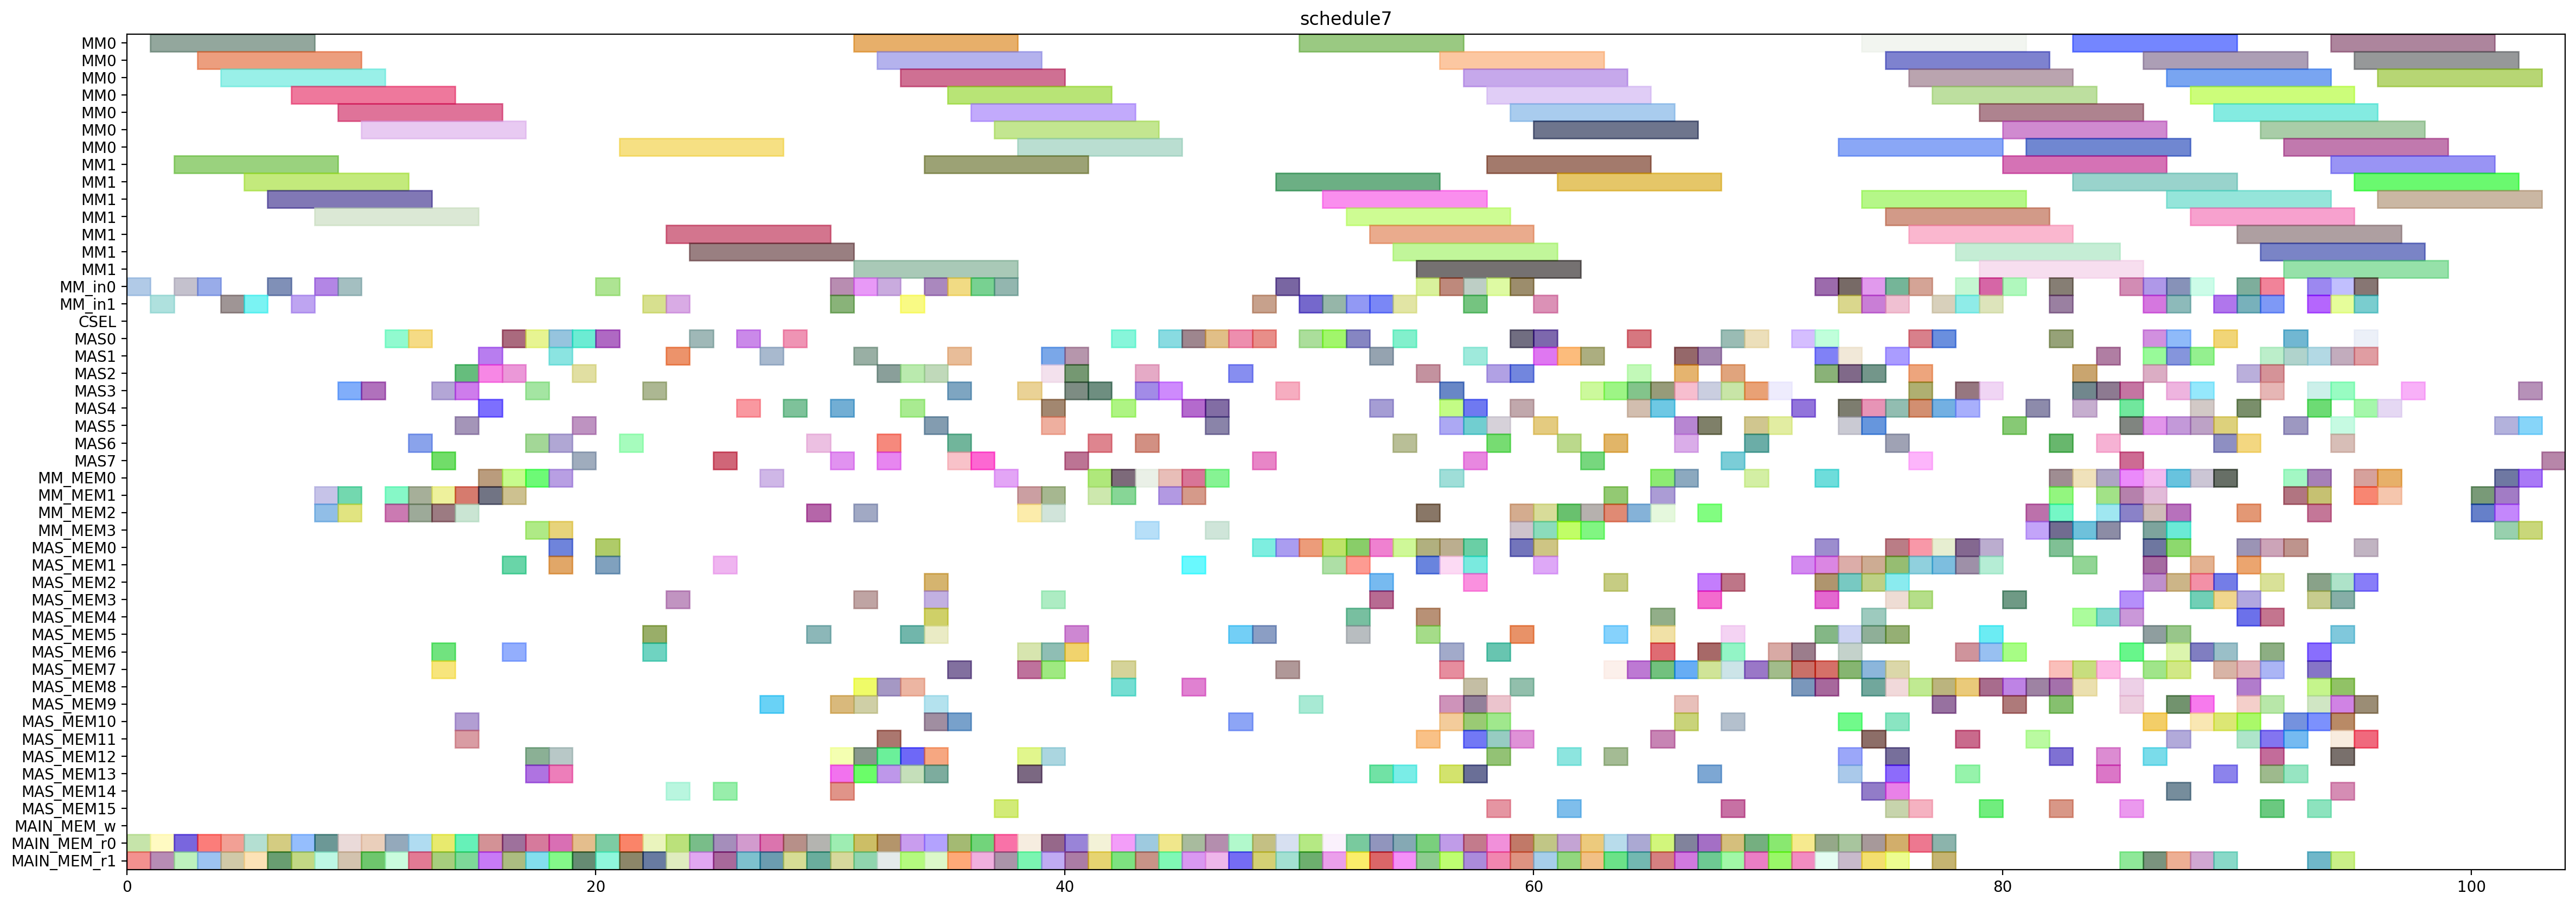 schedule7
MM0
MM0
MM0
MM0
MM0
MM0
MM0
MM1
MM1
MM1
MM1
MM1
MM1
MM1
MM_in0
MM_in1
CSEL
MAS0
MAS1
MAS2
MAS3
MAS4
MAS5
MAS6
MAS7
MM_MEM0
MM_MEM1
MM_MEM2
MM_MEM3
MAS_MEM0
MAS_MEM1
MAS_MEM2
MAS_MEM3
MAS_MEM4
MAS_MEM5
MAS_MEM6
MAS_MEM7
MAS_MEM8
MAS_MEM9
MAS_MEM10
MAS_MEM11
MAS_MEM12
MAS_MEM13
MAS_MEM14
MAS_MEM15
MAIN_MEM_w
MAIN_MEM_r0
MAIN_MEM_r1
0 20 40 60 80 100